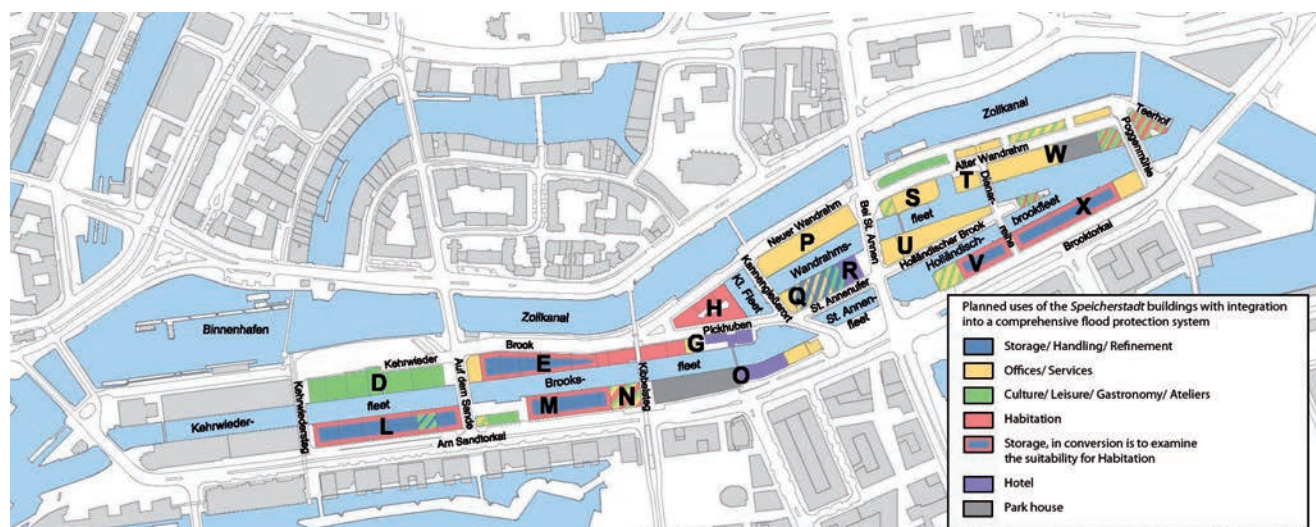 Zollkanal
Teerhof
Poggenmühle
Alter Wandrahm
W
T
S
Dienerreihe
fleet
brookfleet
X
Neuer Wandrahm
Bei St. Annen
P
U
Holländischer Brook
Holländisch-
V
Brooktorkai
Wandrahms-
Kannengießerort
R
Q
St. Annenufer
St. Annen-
fleet
Kl. Fleet
H
Pickhuben
G
Binnenhafen
Zollkanal
Brook
Kehrwieder
E
D
Auf dem Sande
Brooks-
fleet
O
Kibbelsteg
Kehrwiedersteg
fleet
M
N
L
Kehrwieder-
Am Sandtorkai
Planned uses of the Speicherstadt buildings with integration
into a comprehensive flood protection system
Storage/ Handling/ Refinement
Offices/ Services
Culture/ Leisure/ Gastronomy/ Ateliers
Habitation
Storage, in conversion is to examine
the suitability for Habitation
Hotel
Park house